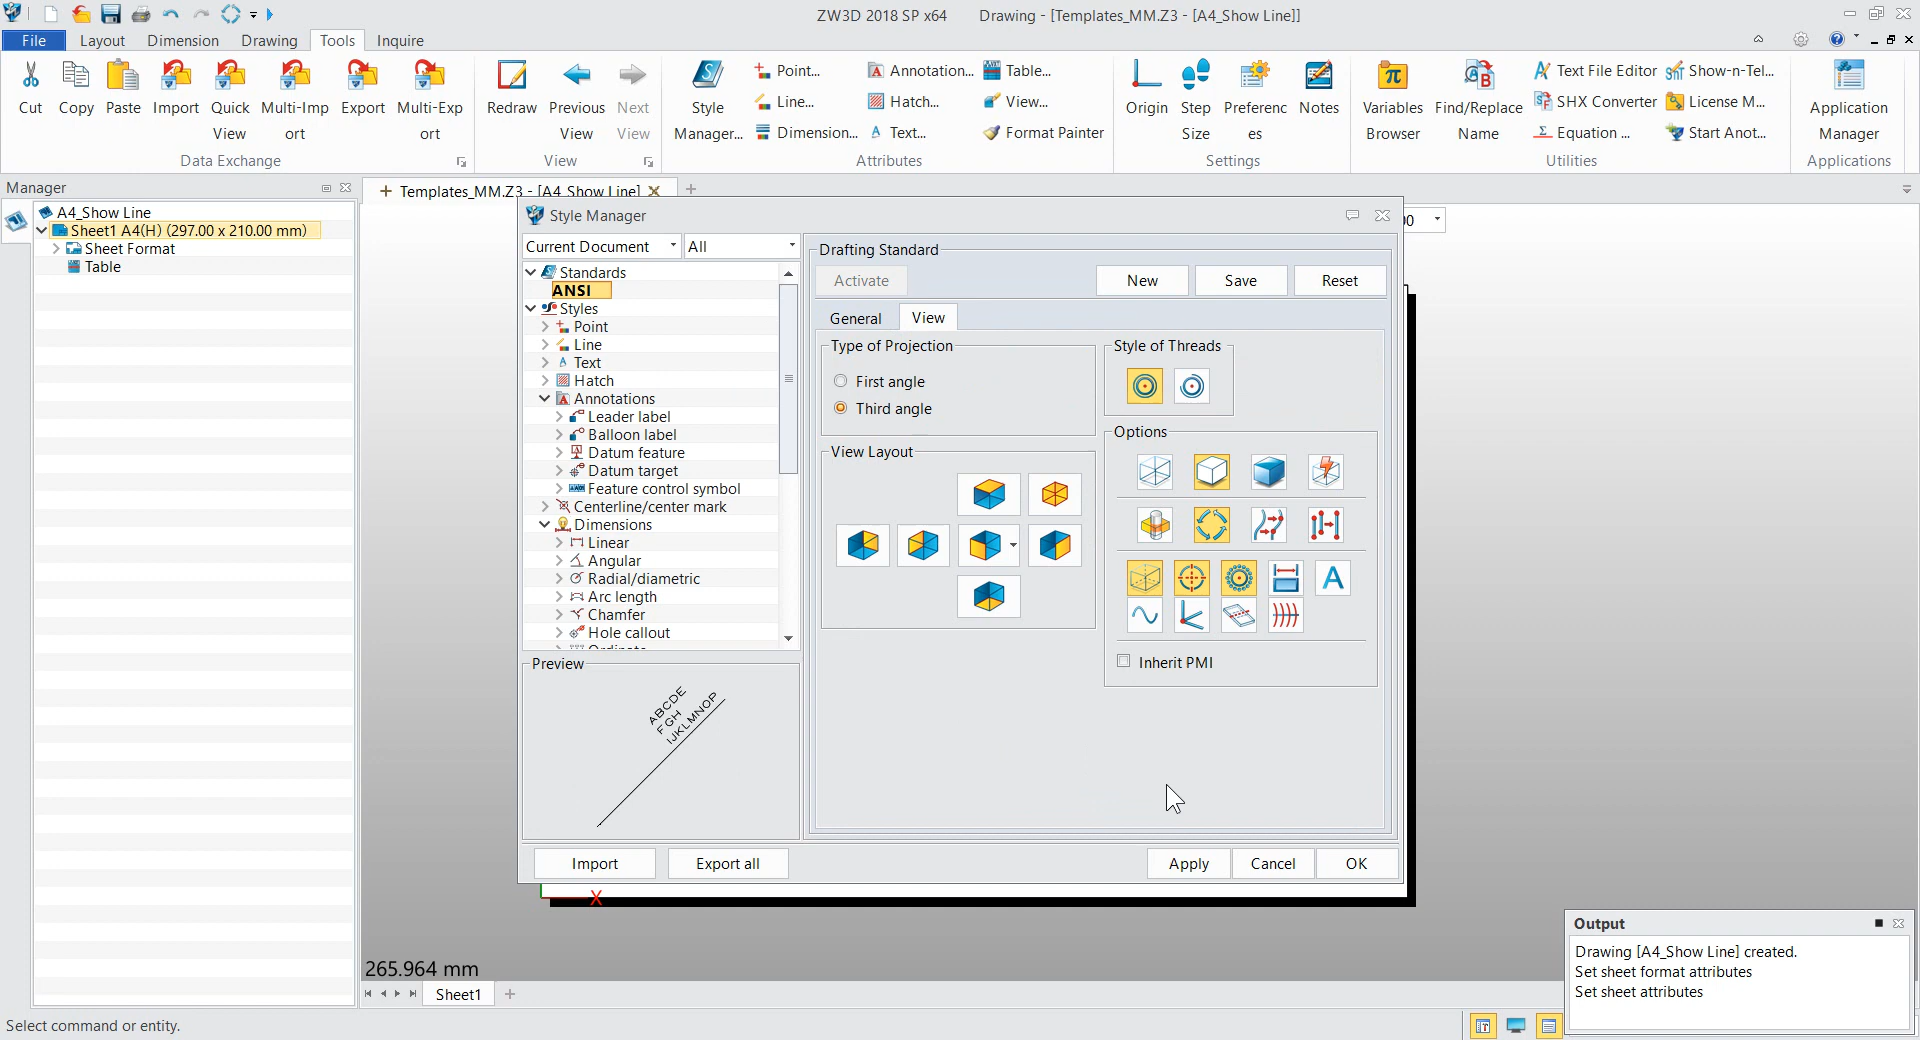 ZW3D 2018 SP x64 Drawing - [Templates_MM.Z3 - [A4_Show Line]]
File Layout Dimension Drawing Tools Inquire
Cut
Copy
Paste
Import
Quick
View
Multi-Imp
ort
Export
Multi-Exp
ort
Data Exchange
Redraw
Previous
View
Next
View
View
Style
Manager...
Point...
Line...
Dimension...
Annotation...
Hatch...
Text...
Table...
View...
Format Painter
Attributes
Origin
Step
Size
Preferenc
es
Notes
Settings
Variables
Browser
Find/Replace
Name
Text File Editor
SHX Converter
Equation ...
Show-n-Tel...
License M...
Start Anot...
Utilities
Application
Manager
Applications
Manager
A4_Show Line
Sheet1 A4(H) (297.00 x 210.00 mm)
Sheet Format
Table
Templates_MM.Z3 - [A4_Show Line]
Style Manager
Current Document
All
Standards
ANSI
Styles
Point
Line
Text
Hatch
Annotations
Leader label
Balloon label
Datum feature
Datum target
Feature control symbol
Centerline/center mark
Dimensions
Linear
Angular
Radial/diametric
Arc length
Chamfer
Hole callout
Preview
ABCDE
FGH
IJKLMNOP
Drafting Standard
Activate
New
Save
Reset
General
View
Type of Projection
First angle
Third angle
View Layout
Style of Threads
Options
Inherit PMI
Import
Export all
Apply
Cancel
OK
X
265.964 mm
Sheet1
Output
Drawing [A4_Show Line] created.
Set sheet format attributes
Set sheet attributes
Select command or entity.